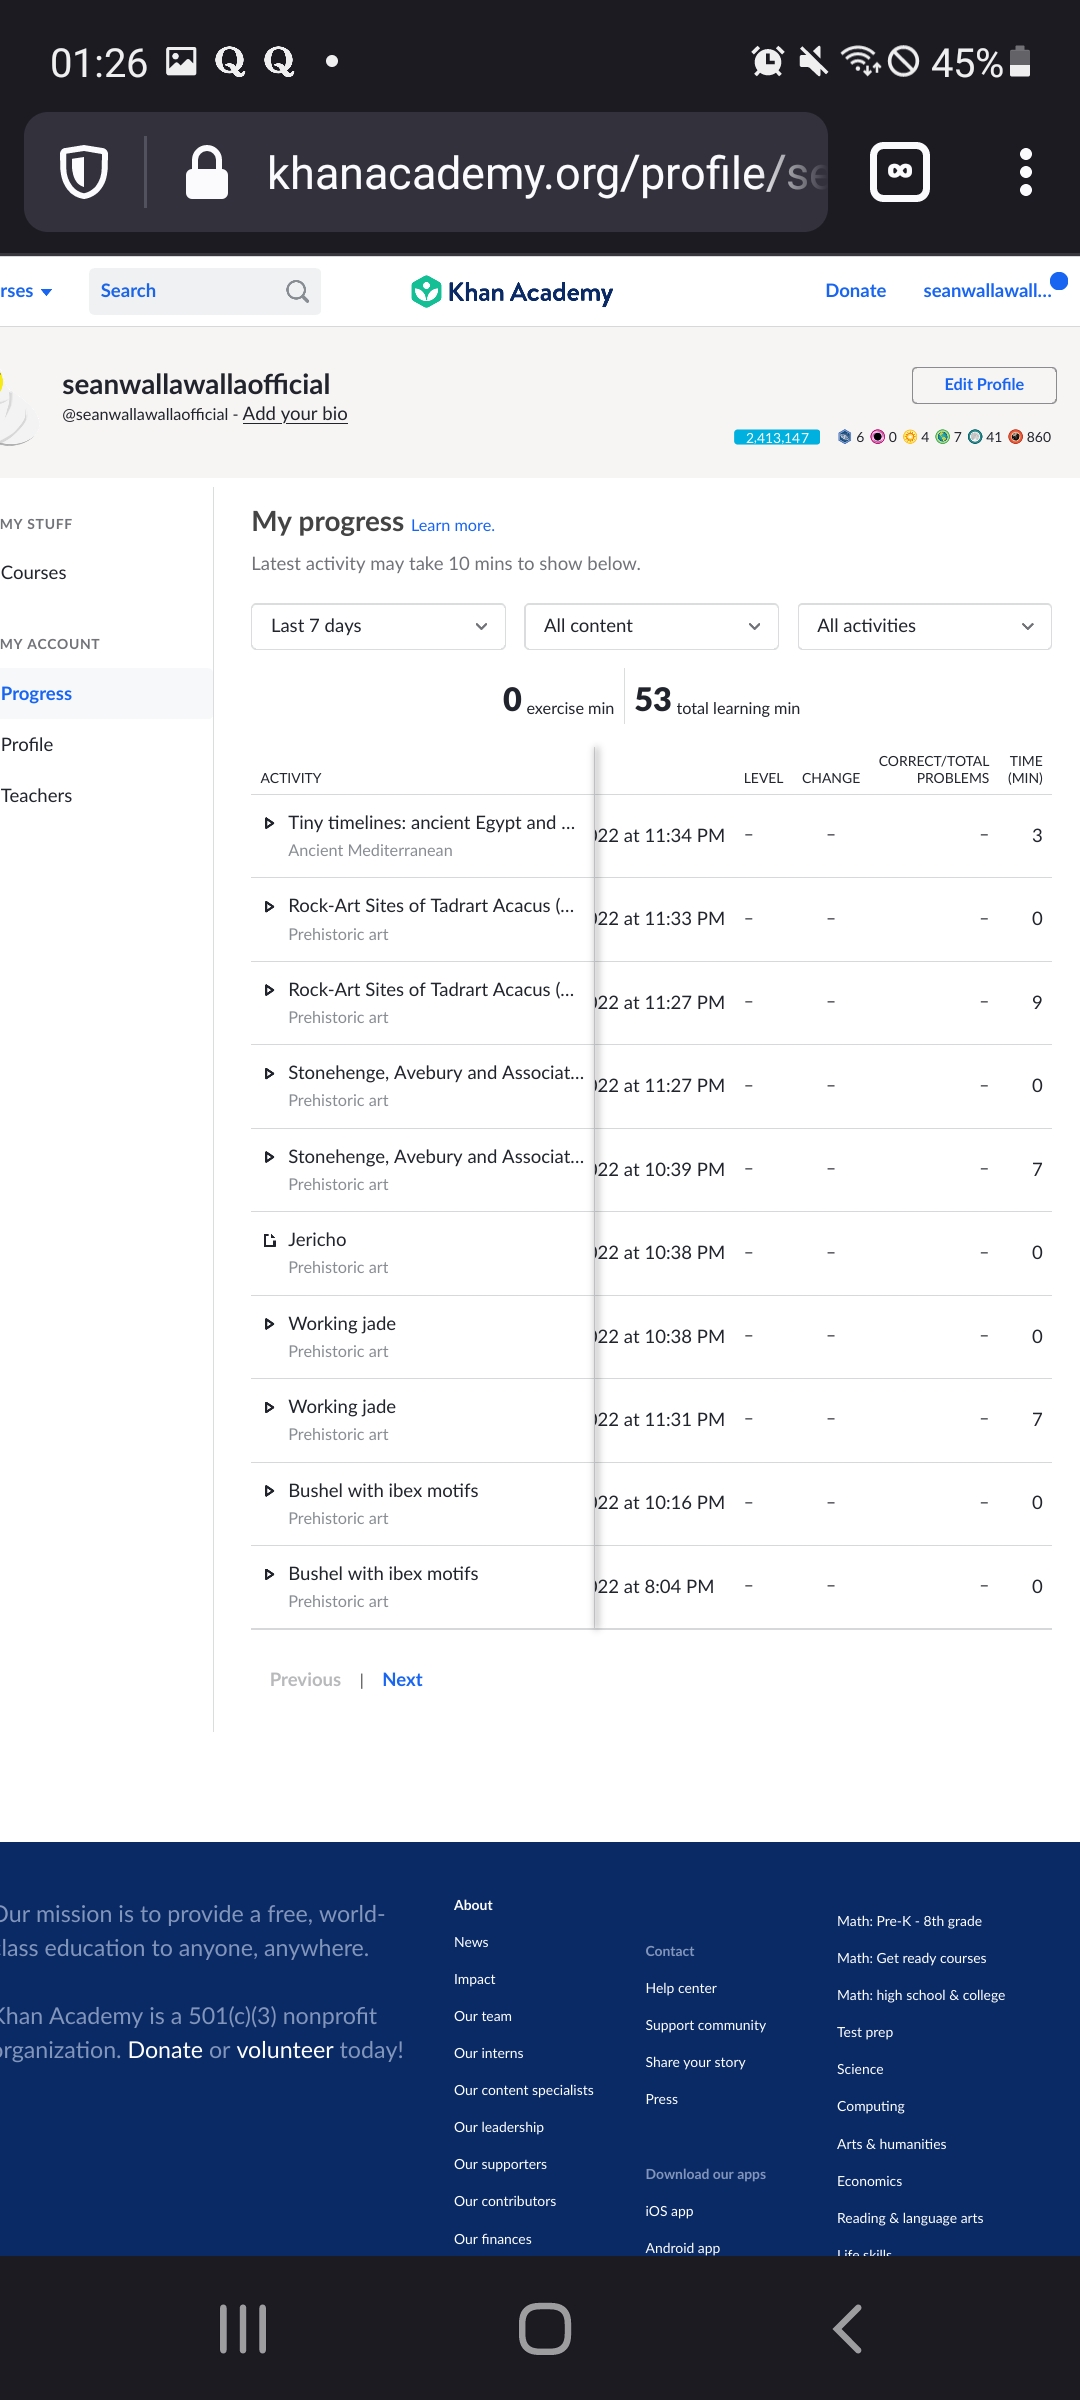 01:26
45%
khanacademy.org/profile/se
rses
Search
Khan Academy
Donate
seanwallawall...
seanwallawallaofficial
@seanwallawallaofficial - Add your bio
Edit Profile
2,413,147
6 0 4 7 41 860
MY STUFF
Courses
MY ACCOUNT
Progress
Profile
Teachers
My progress Learn more.
Latest activity may take 10 mins to show below.
Last 7 days
All content
All activities
0 exercise min
53 total learning min
ACTIVITY LEVEL CHANGE CORRECT/TOTAL PROBLEMS TIME (MIN)
Tiny timelines: ancient Egypt and ...
Ancient Mediterranean
022 at 11:34 PM – – – 3
Rock-Art Sites of Tadrart Acacus (...
Prehistoric art
022 at 11:33 PM – – – 0
Rock-Art Sites of Tadrart Acacus (...
Prehistoric art
022 at 11:27 PM – – – 9
Stonehenge, Avebury and Associat...
Prehistoric art
022 at 11:27 PM – – – 0
Stonehenge, Avebury and Associat...
Prehistoric art
022 at 10:39 PM – – – 7
Jericho
Prehistoric art
022 at 10:38 PM – – – 0
Working jade
Prehistoric art
022 at 10:38 PM – – – 0
Working jade
Prehistoric art
022 at 11:31 PM – – – 7
Bushel with ibex motifs
Prehistoric art
022 at 10:16 PM – – – 0
Bushel with ibex motifs
Prehistoric art
022 at 8:04 PM – – – 0
Previous | Next
Our mission is to provide a free, world-
class education to anyone, anywhere.
Khan Academy is a 501(c)(3) nonprofit
organization. Donate or volunteer today!
About
News
Impact
Our team
Our interns
Our content specialists
Our leadership
Our supporters
Our contributors
Our finances
Contact
Help center
Support community
Share your story
Press
Download our apps
iOS app
Android app
Math: Pre-K - 8th grade
Math: Get ready courses
Math: high school & college
Test prep
Science
Computing
Arts & humanities
Economics
Reading & language arts
Life skills